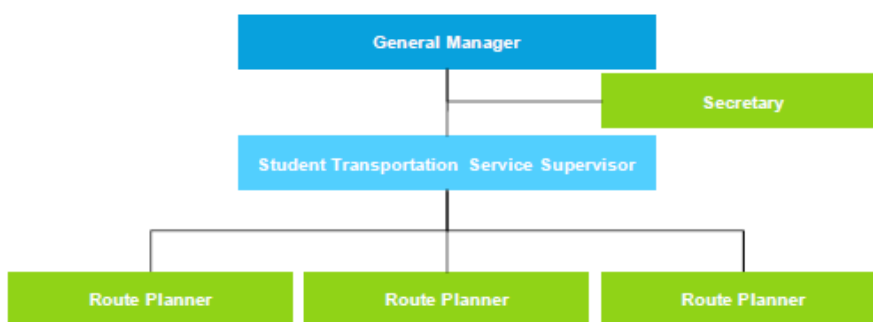 General Manager
Secretary
Student Transportation Service Supervisor
Route Planner
Route Planner
Route Planner